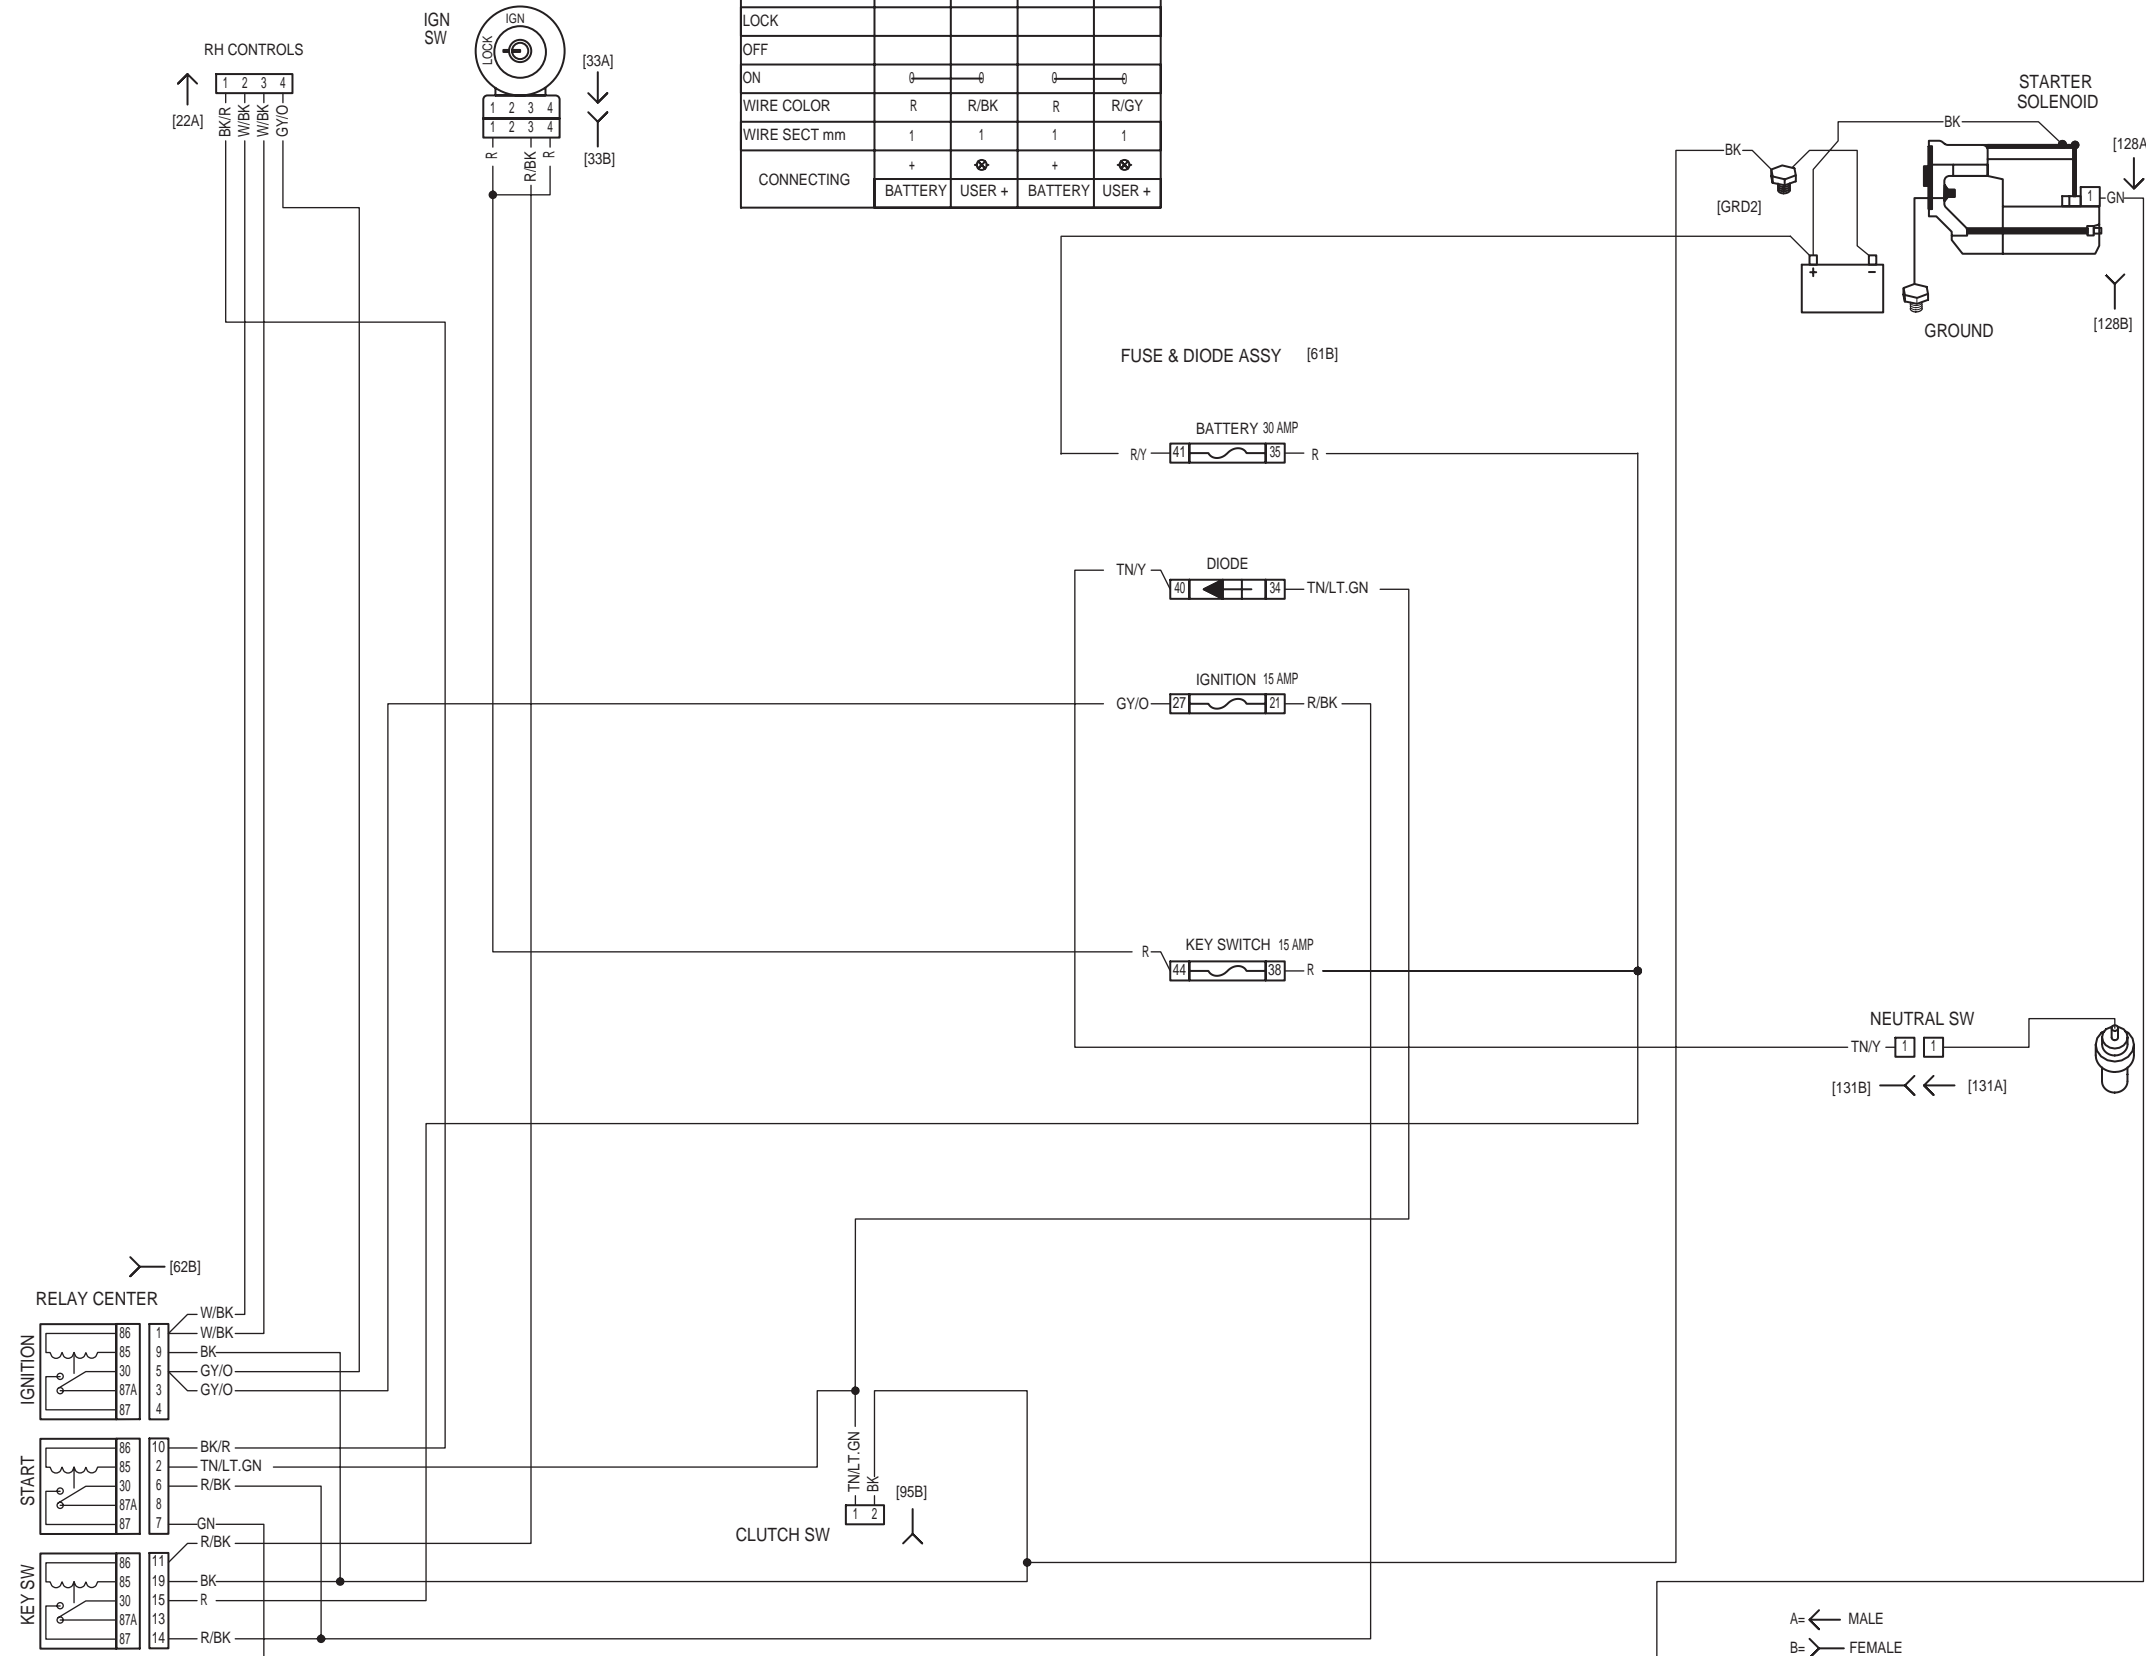 IGN
SW
IGN
LOCK
RH CONTROLS
1 2 3 4
[22A]
BK/R
W/BK
W/BK
GY/O
1 2 3 4
1 2 3 4
[33A]
[33B]
R
R/BK
R
LOCK
OFF
ON
WIRE COLOR R R/BK R R/GY
WIRE SECT mm 1 1 1 1
CONNECTING + +
BATTERY USER + BATTERY USER +
STARTER
SOLENOID
BK
BK
[128A
1 GN
[GRD2]
+ −
GROUND
[128B]
FUSE & DIODE ASSY [61B]
BATTERY 30 AMP
R/Y 41 35 R
DIODE
TN/Y 40 34 TN/LT.GN
IGNITION 15 AMP
GY/O 27 21 R/BK
KEY SWITCH 15 AMP
R 44 38 R
NEUTRAL SW
TN/Y 1 1
[131B] [131A]
[62B]
RELAY CENTER
IGNITION
W/BK
86 1 W/BK
85 9 BK
30 5 GY/O
87A 3 GY/O
87 4
START
86 10 BK/R
85 2 TN/LT.GN
30 6 R/BK
87A 8
87 7 GN
R/BK
KEY SW
86 11
85 19 BK
30 15 R
87A 13
87 14 R/BK
TN/LT.GN
BK
[95B]
1 2
CLUTCH SW
A= MALE
B= FEMALE